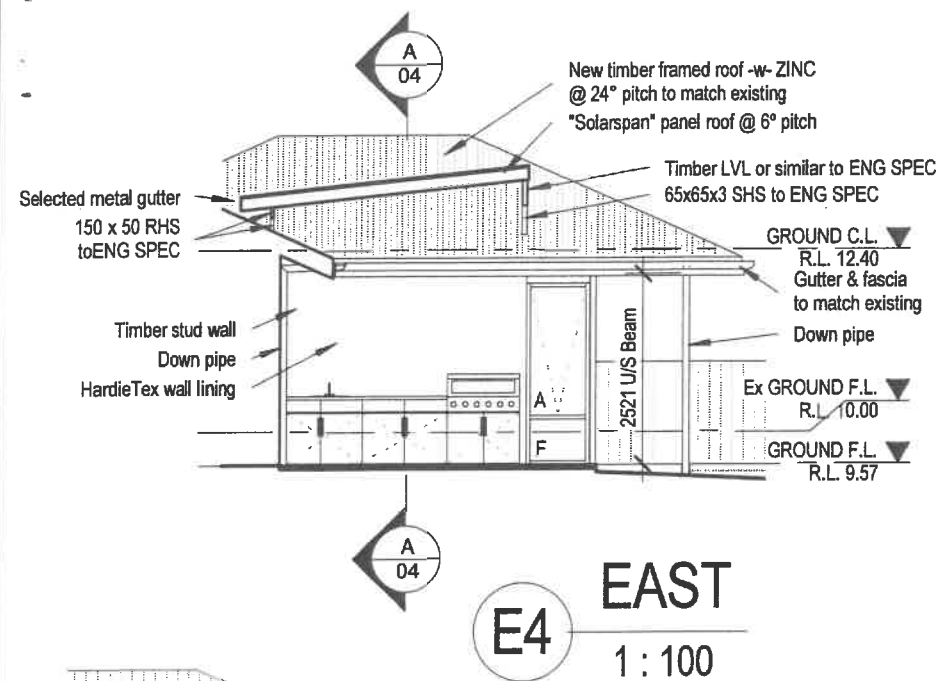 A
04
New timber framed roof -w- ZINC
@ 24° pitch to match existing
"Solarspan" panel roof @ 6° pitch
Selected metal gutter
150 x 50 RHS
toENG SPEC
Timber LVL or similar to ENG SPEC
65x65x3 SHS to ENG SPEC
GROUND C.L.
R.L. 12.40
Gutter & fascia
to match existing
Down pipe
Timber stud wall
Down pipe
HardieTex wall lining
2521 U/S Beam
A
F
Ex GROUND F.L.
R.L. 10.00
GROUND F.L.
R.L. 9.57
A
04
E4
EAST
1 : 100